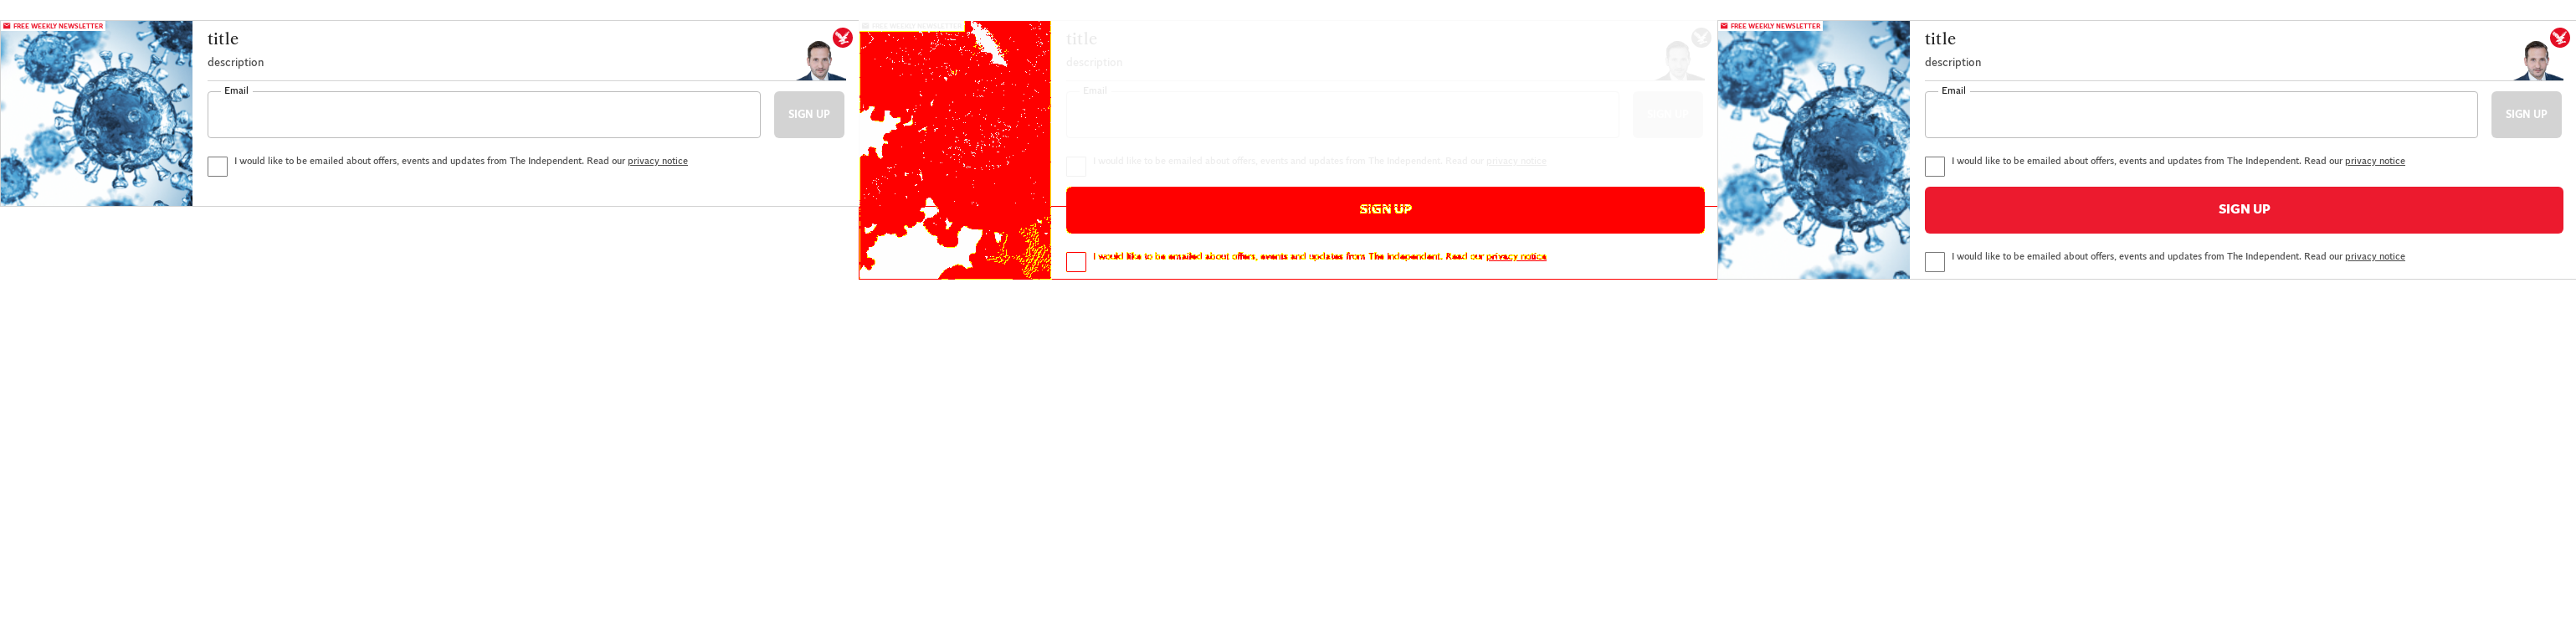 FREE WEEKLY NEWSLETTER
title
description
Email
SIGN UP
I would like to be emailed about offers, events and updates from The Independent. Read our privacy notice
FREE WEEKLY NEWSLETTER
title
description
Email
SIGN UP
I would like to be emailed about offers, events and updates from The Independent. Read our privacy notice
SIGN UP
I would like to be emailed about offers, events and updates from The Independent. Read our privacy notice
FREE WEEKLY NEWSLETTER
title
description
Email
SIGN UP
I would like to be emailed about offers, events and updates from The Independent. Read our privacy notice
SIGN UP
I would like to be emailed about offers, events and updates from The Independent. Read our privacy notice